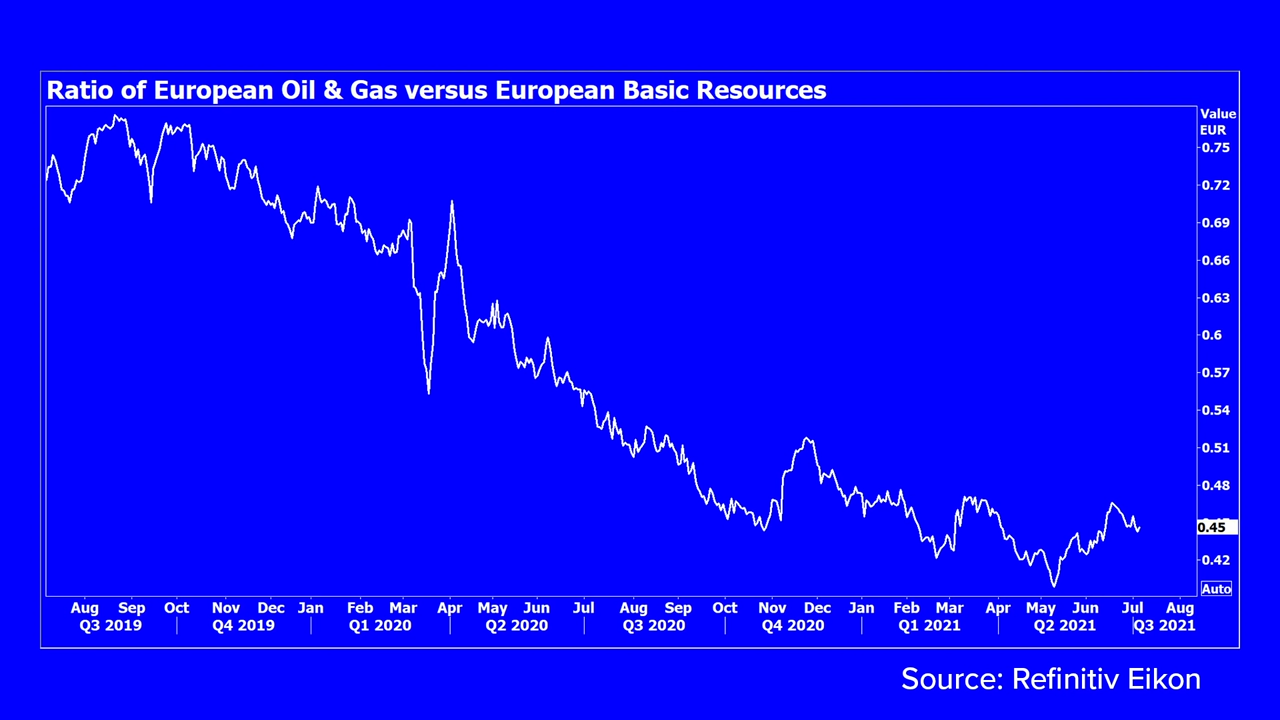 Ratio of European Oil & Gas versus European Basic Resources
Value
EUR
0.75
0.72
0.69
0.66
0.63
0.6
0.57
0.54
0.51
0.48
0.45
0.42
Auto
Aug Sep Oct Nov Dec Jan Feb Mar Apr May Jun Jul Aug Sep Oct Nov Dec Jan Feb Mar Apr May Jun Jul Aug
Q3 2019 Q4 2019 Q1 2020 Q2 2020 Q3 2020 Q4 2020 Q1 2021 Q2 2021 Q3 2021
Source: Refinitiv Eikon